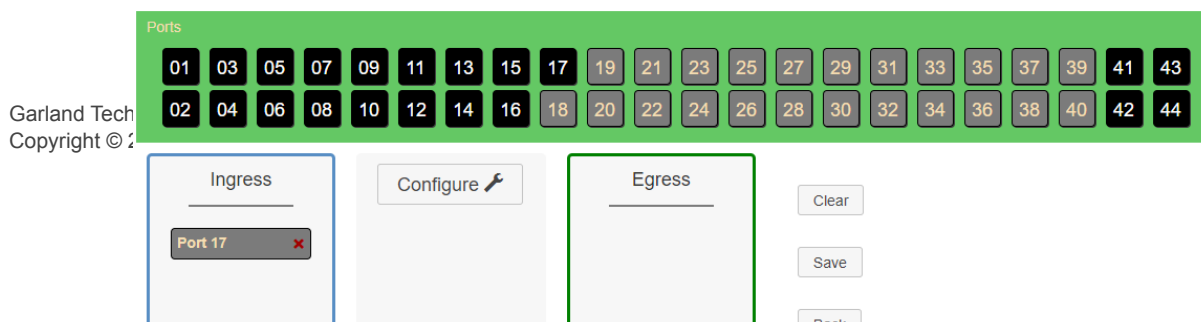 Ports
01 03 05 07 09 11 13 15 17 19 21 23 25 27 29 31 33 35 37 39 41 43
02 04 06 08 10 12 14 16 18 20 22 24 26 28 30 32 34 36 38 40 42 44
Garland Tech
Copyright ©
Ingress
Configure
Egress
Clear
Port 17
Save